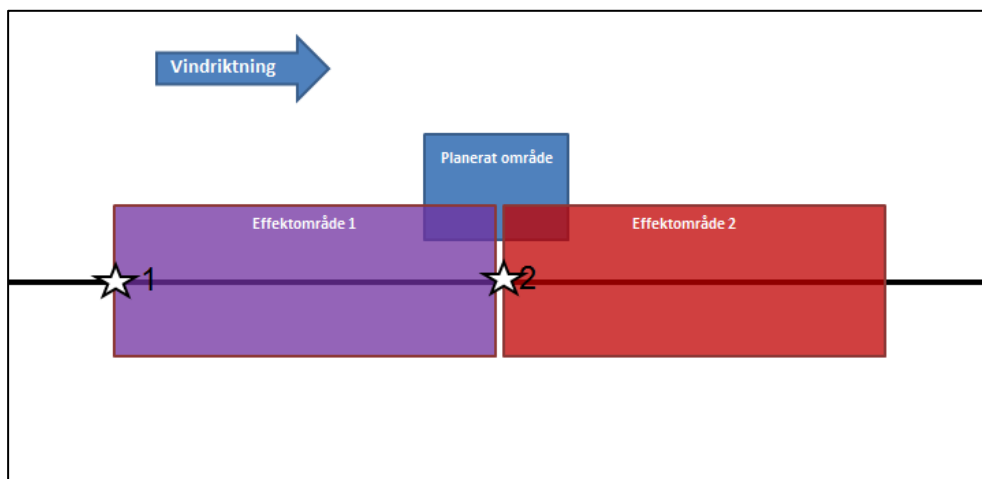 Vindriktning
Planerat område
Effektområde 1
Effektområde 2
1
2